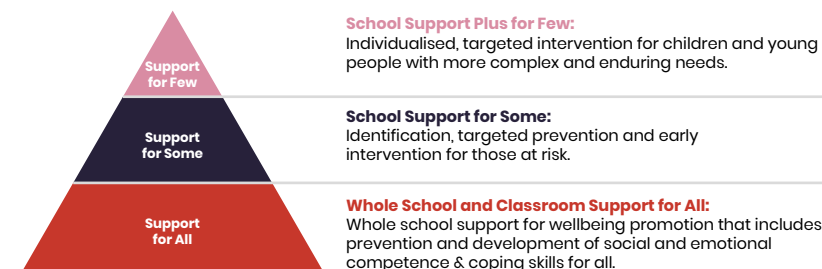 Support
for Few
School Support Plus for Few:
Individualised, targeted intervention for children and young
people with more complex and enduring needs.
Support
for Some
School Support for Some:
Identification, targeted prevention and early
intervention for those at risk.
Support
for All
Whole School and Classroom Support for All:
Whole school support for wellbeing promotion that includes
prevention and development of social and emotional
competence & coping skills for all.